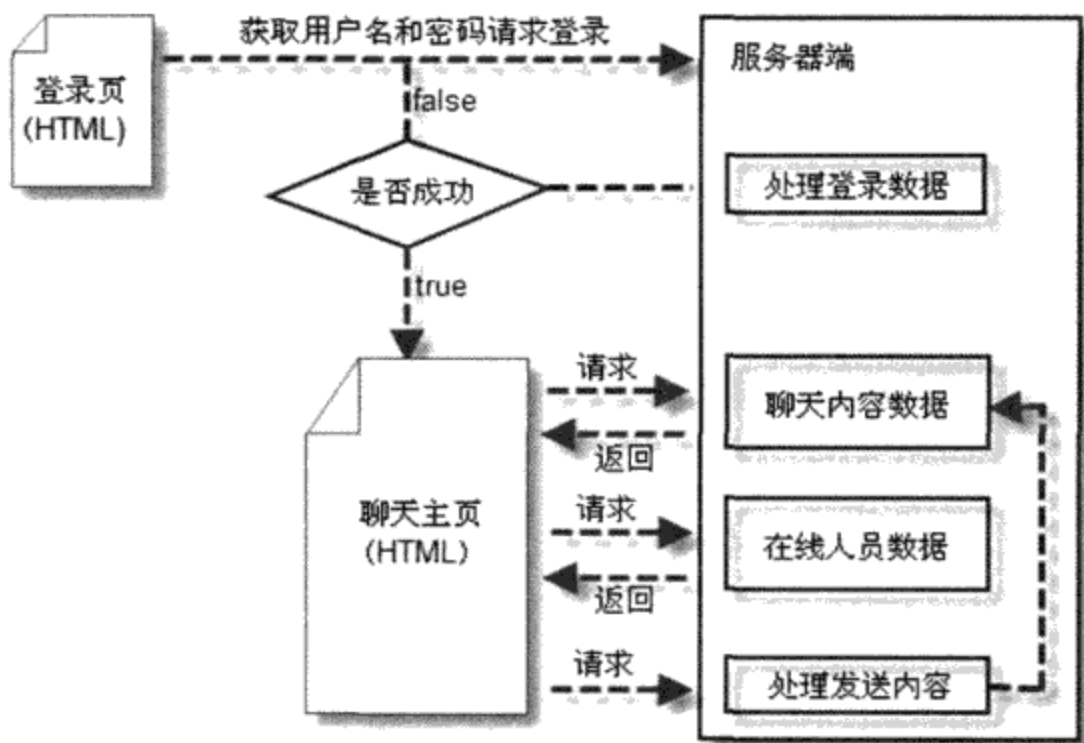 获取用户名和密码请求登录
服务器端
登录页
(HTML)
false
是否成功
处理登录数据
true
请求
聊天内容数据
返回
聊天主页
(HTML)
请求
在线人员数据
返回
请求
处理发送内容